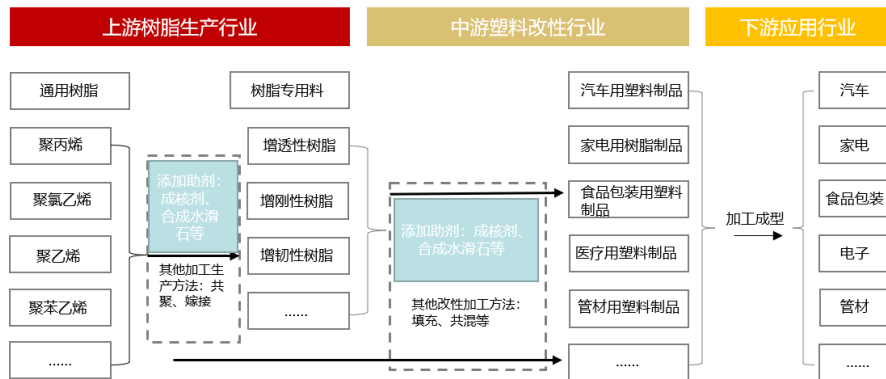 上游树脂生产行业
中游塑料改性行业
下游应用行业
通用树脂
聚丙烯
聚氯乙烯
聚乙烯
聚苯乙烯
......
添加助剂：
成核剂、
合成水滑
石等
其他加工生
产方法：共
聚、嫁接
树脂专用料
增透性树脂
增刚性树脂
增韧性树脂
......
添加助剂：成核剂、
合成水滑石等
其他改性加工方法：
填充、共混等
汽车用塑料制品
家电用树脂制品
食品包装用塑料
制品
医疗用塑料制品
管材用塑料制品
......
加工成型
汽车
家电
食品包装
电子
管材
......